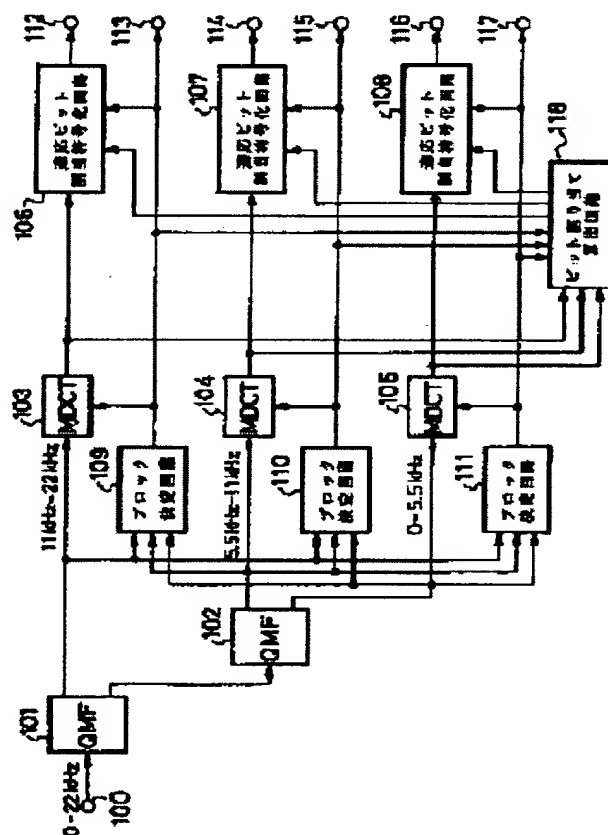 0-22kHz
100
101
QMF
102
QMF
11kHz-22kHz
103
MDCT
109
ブロック
決定回路
5.5kHz-11kHz
104
MDCT
110
ブロック
決定回路
0-5.5kHz
105
MDCT
111
ブロック
決定回路
106
適応ビット
割当符号化回路
107
適応ビット
割当符号化回路
108
適応ビット
割当符号化回路
118
ビット割り当て
算出回路
112
113
114
115
116
117